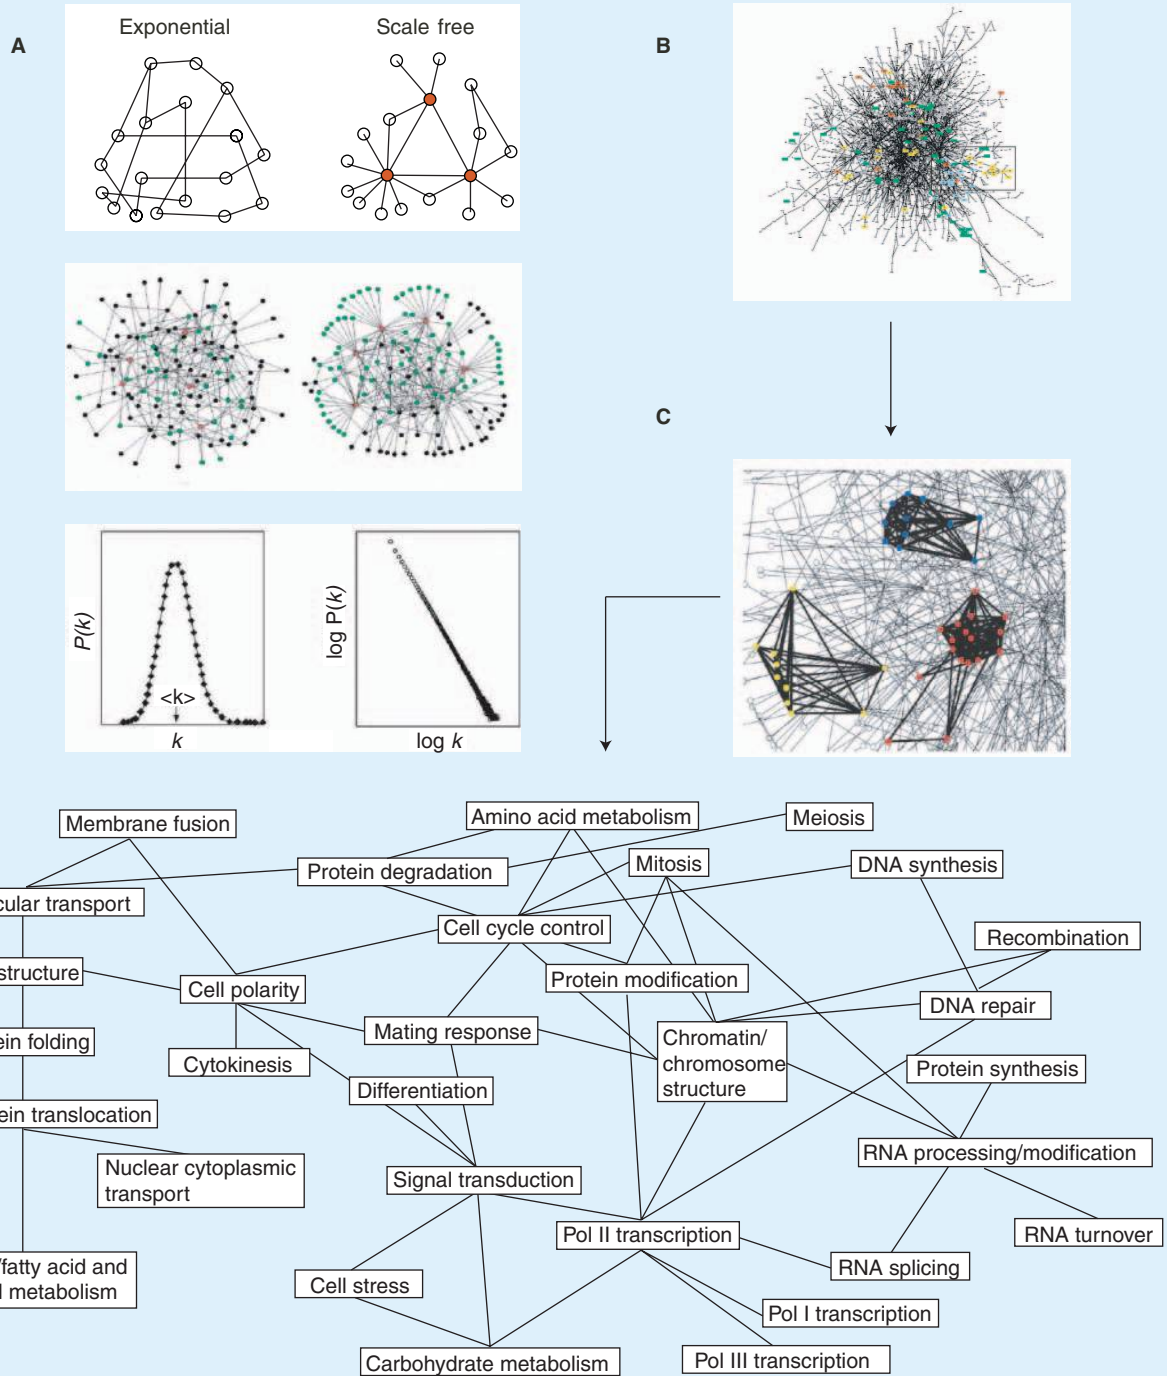 A
Exponential
Scale free
B
C
P(k)
<k>
k
log P(k)
log k
Membrane fusion
Amino acid metabolism
Meiosis
Protein degradation
Mitosis
DNA synthesis
cular transport
Cell cycle control
Recombination
structure
Cell polarity
Protein modification
DNA repair
Mating response
Chromatin/
chromosome
structure
ein folding
Cytokinesis
Protein synthesis
Differentiation
ein translocation
Nuclear cytoplasmic
transport
RNA processing/modification
Signal transduction
Pol II transcription
RNA turnover
/fatty acid and
metabolism
Cell stress
RNA splicing
Pol I transcription
Carbohydrate metabolism
Pol III transcription